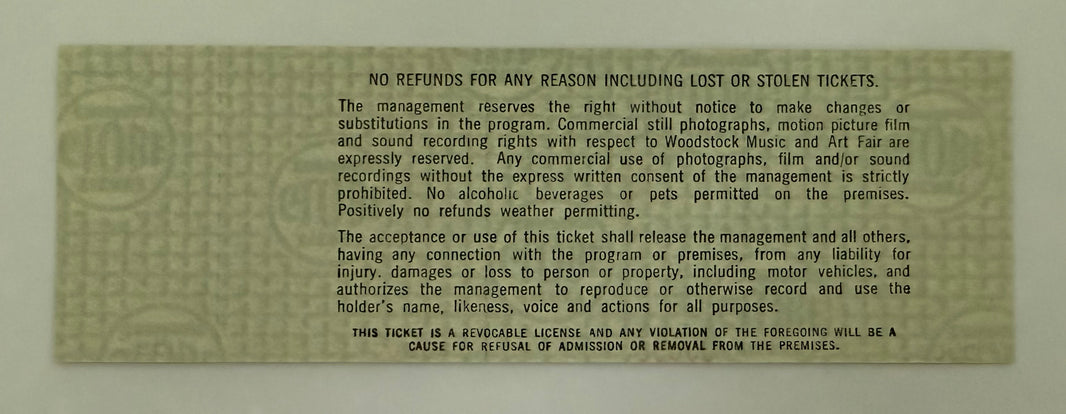 NO REFUNDS FOR ANY REASON INCLUDING LOST OR STOLEN TICKETS.
The management reserves the right without notice to make changes or
substitutions in the program. Commercial still photographs, motion picture film
and sound recording rights with respect to Woodstock Music and Art Fair are
expressly reserved. Any commercial use of photographs, film and/or sound
recordings without the express written consent of the management is strictly
prohibited. No alcoholic beverages or pets permitted on the premises.
Positively no refunds weather permitting.
The acceptance or use of this ticket shall release the management and all others,
having any connection with the program or premises, from any liability for
injury. damages or loss to person or property, including motor vehicles, and
authorizes the management to reproduce or otherwise record and use the
holder's name, likeness, voice and actions for all purposes.
THIS TICKET IS A REVOCABLE LICENSE AND ANY VIOLATION OF THE FOREGOING WILL BE A
CAUSE FOR REFUSAL OF ADMISSION OR REMOVAL FROM THE PREMISES.